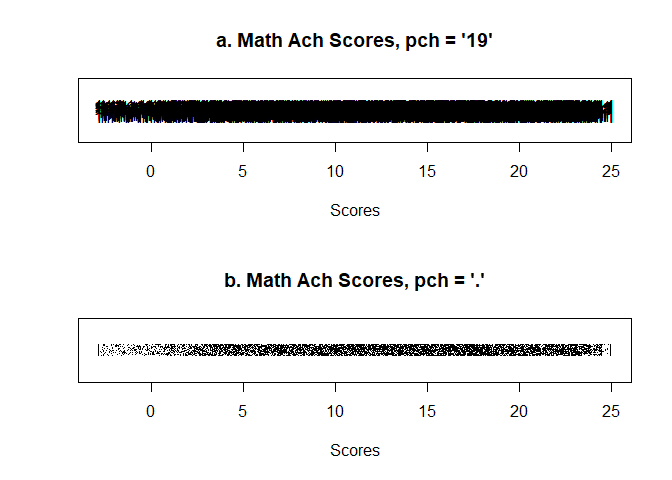 a. Math Ach Scores, pch = '19'
0 5 10 15 20 25
Scores
b. Math Ach Scores, pch = '.'
0 5 10 15 20 25
Scores